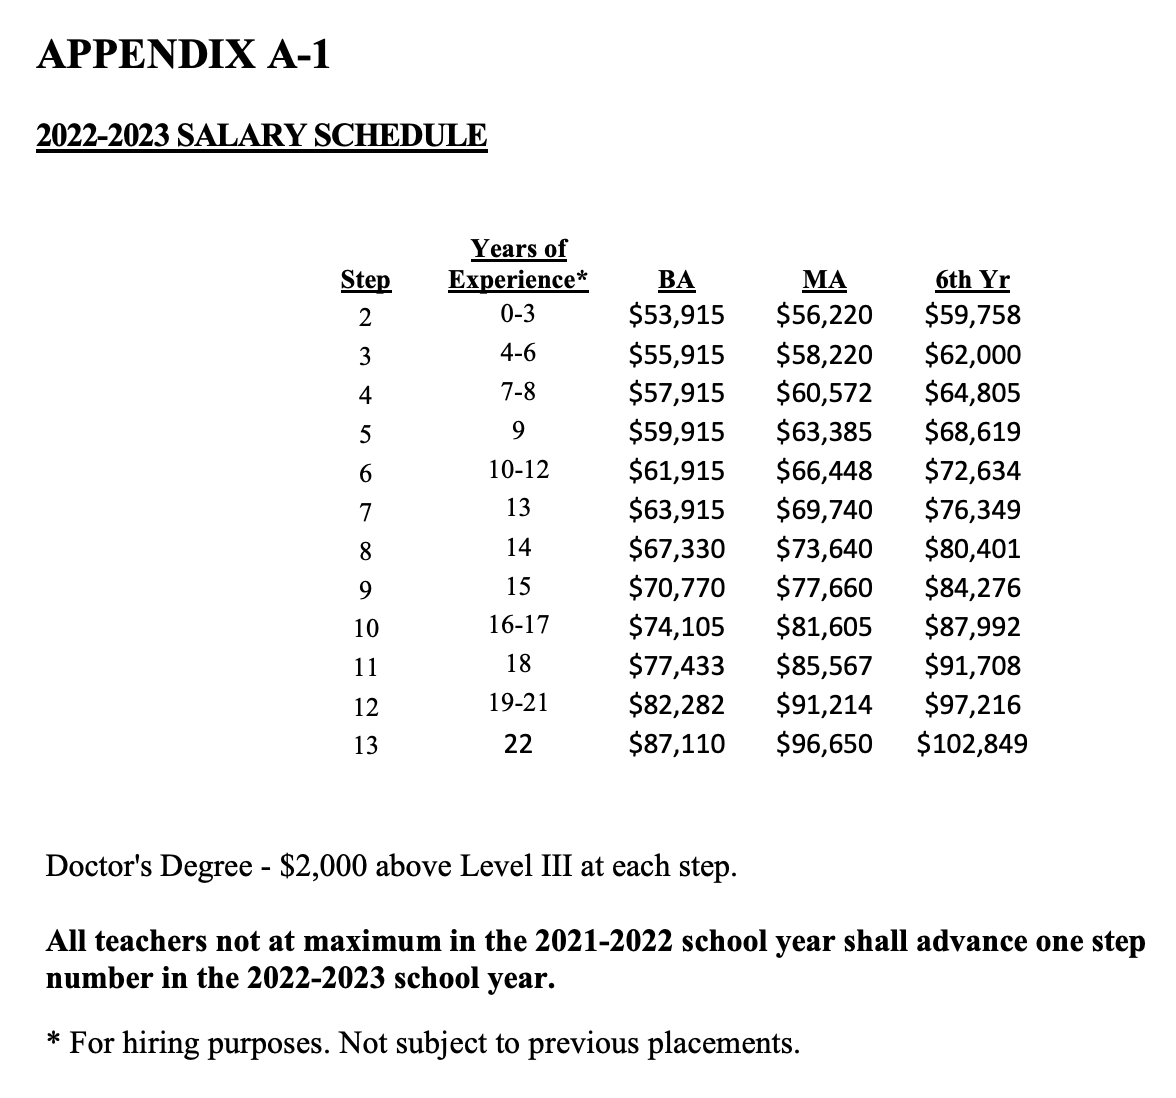 APPENDIX A-1
2022-2023 SALARY SCHEDULE
Years of
Step Experience* BA MA 6th Yr
2 0-3 $53,915 $56,220 $59,758
3 4-6 $55,915 $58,220 $62,000
4 7-8 $57,915 $60,572 $64,805
5 9 $59,915 $63,385 $68,619
6 10-12 $61,915 $66,448 $72,634
7 13 $63,915 $69,740 $76,349
8 14 $67,330 $73,640 $80,401
9 15 $70,770 $77,660 $84,276
10 16-17 $74,105 $81,605 $87,992
11 18 $77,433 $85,567 $91,708
12 19-21 $82,282 $91,214 $97,216
13 22 $87,110 $96,650 $102,849
Doctor's Degree - $2,000 above Level III at each step.
All teachers not at maximum in the 2021-2022 school year shall advance one step
number in the 2022-2023 school year.
* For hiring purposes. Not subject to previous placements.